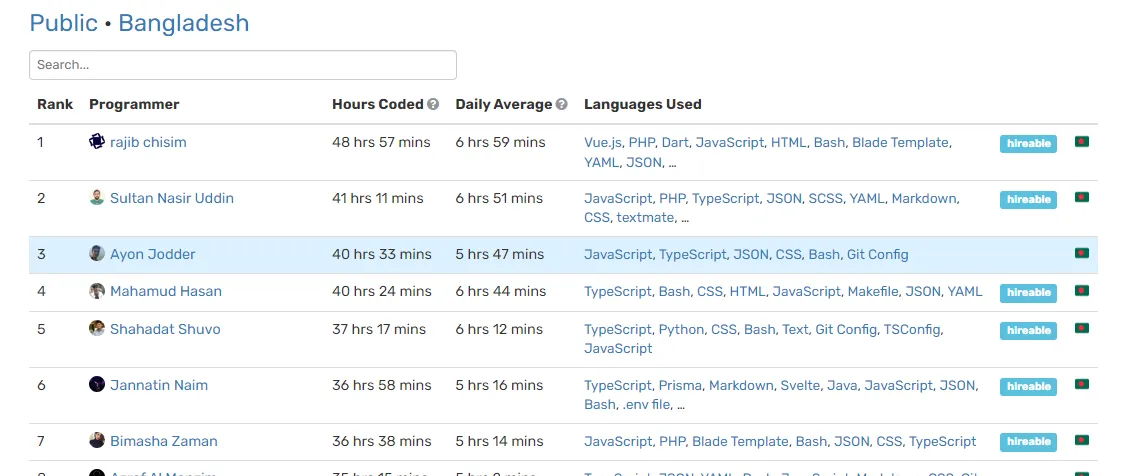 Public • Bangladesh
Search...
Rank Programmer Hours Coded Daily Average Languages Used
1 rajib chisim 48 hrs 57 mins 6 hrs 59 mins Vue.js, PHP, Dart, JavaScript, HTML, Bash, Blade Template, hireable
YAML, JSON, …
2 Sultan Nasir Uddin 41 hrs 11 mins 6 hrs 51 mins JavaScript, PHP, TypeScript, JSON, SCSS, YAML, Markdown, hireable
CSS, textmate, …
3 Ayon Jodder 40 hrs 33 mins 5 hrs 47 mins JavaScript, TypeScript, JSON, CSS, Bash, Git Config
4 Mahamud Hasan 40 hrs 24 mins 6 hrs 44 mins TypeScript, Bash, CSS, HTML, JavaScript, Makefile, JSON, YAML hireable
5 Shahadat Shuvo 37 hrs 17 mins 6 hrs 12 mins TypeScript, Python, CSS, Bash, Text, Git Config, TSConfig, hireable
JavaScript
6 Jannatin Naim 36 hrs 58 mins 5 hrs 16 mins TypeScript, Prisma, Markdown, Svelte, Java, JavaScript, JSON, hireable
Bash, .env file, …
7 Bimasha Zaman 36 hrs 38 mins 5 hrs 14 mins JavaScript, PHP, Blade Template, Bash, JSON, CSS, TypeScript hireable